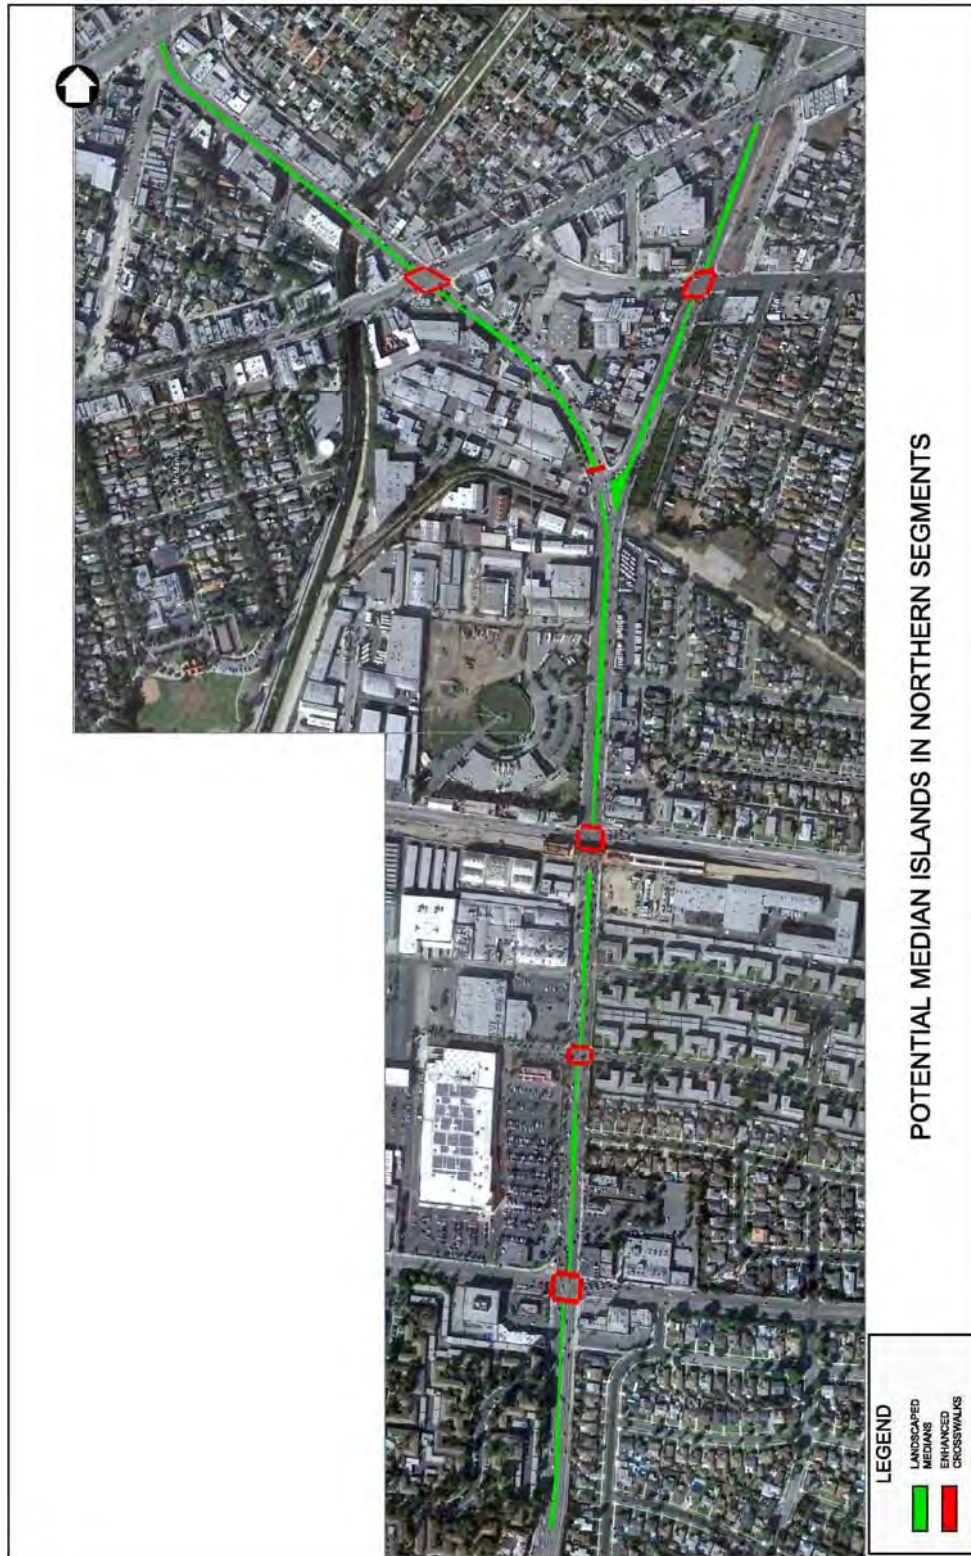 POTENTIAL MEDIAN ISLANDS IN NORTHERN SEGMENTS
LEGEND
LANDSCAPED
MEDIANS
ENHANCED
CROSSWALKS